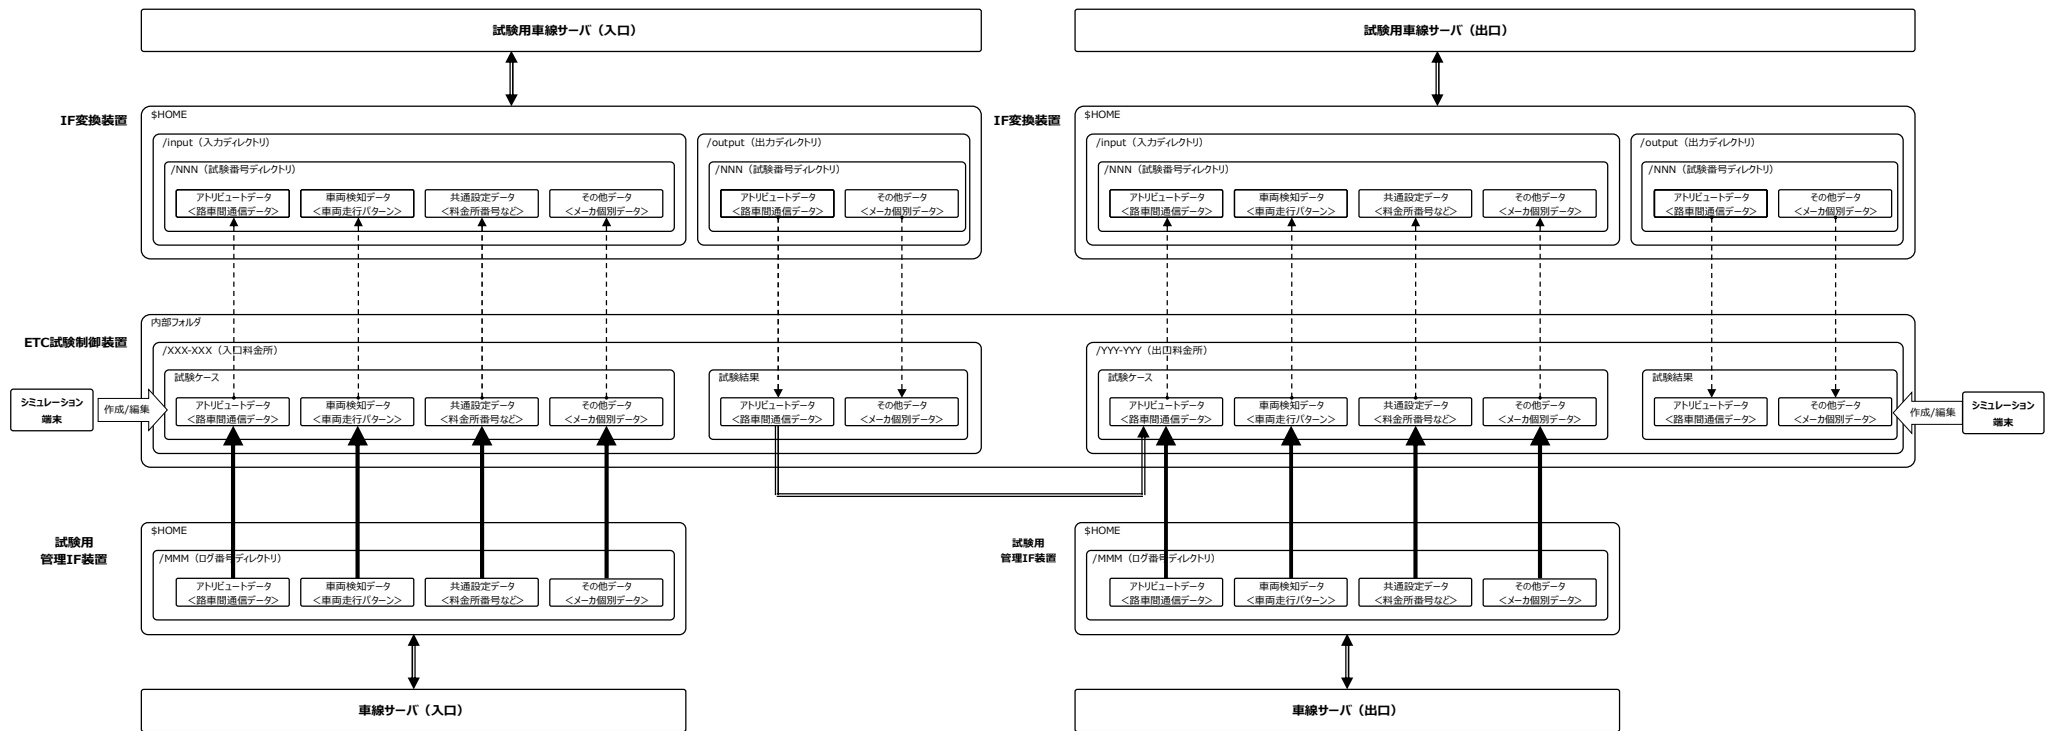 試験用車線サーバ（入口）
試験用車線サーバ（出口）
IF変換装置
$HOME
/input（入力ディレクトリ）
/NNN（試験番号ディレクトリ）
アトリビュートデータ
<路車間通信データ>
車両検知データ
<車両走行パターン>
共通設定データ
<料金所番号など>
その他データ
<メーカ個別データ>
/output（出力ディレクトリ）
/NNN（試験番号ディレクトリ）
アトリビュートデータ
<路車間通信データ>
その他データ
<メーカ個別データ>
IF変換装置
$HOME
/input（入力ディレクトリ）
/NNN（試験番号ディレクトリ）
アトリビュートデータ
<路車間通信データ>
車両検知データ
<車両走行パターン>
共通設定データ
<料金所番号など>
その他データ
<メーカ個別データ>
/output（出力ディレクトリ）
/NNN（試験番号ディレクトリ）
アトリビュートデータ
<路車間通信データ>
その他データ
<メーカ個別データ>
ETC試験制御装置
内部フォルダ
/XXX-XXX（入口料金所）
試験ケース
アトリビュートデータ
<路車間通信データ>
車両検知データ
<車両走行パターン>
共通設定データ
<料金所番号など>
その他データ
<メーカ個別データ>
試験結果
アトリビュートデータ
<路車間通信データ>
その他データ
<メーカ個別データ>
/YYY-YYY（出口料金所）
試験ケース
アトリビュートデータ
<路車間通信データ>
車両検知データ
<車両走行パターン>
共通設定データ
<料金所番号など>
その他データ
<メーカ個別データ>
試験結果
アトリビュートデータ
<路車間通信データ>
その他データ
<メーカ個別データ>
シミュレーション
端末
作成/編集
作成/編集
シミュレーション
端末
試験用
管理IF装置
$HOME
/MMM（ログ番号ディレクトリ）
アトリビュートデータ
<路車間通信データ>
車両検知データ
<車両走行パターン>
共通設定データ
<料金所番号など>
その他データ
<メーカ個別データ>
試験用
管理IF装置
$HOME
/MMM（ログ番号ディレクトリ）
アトリビュートデータ
<路車間通信データ>
車両検知データ
<車両走行パターン>
共通設定データ
<料金所番号など>
その他データ
<メーカ個別データ>
車線サーバ（入口）
車線サーバ（出口）